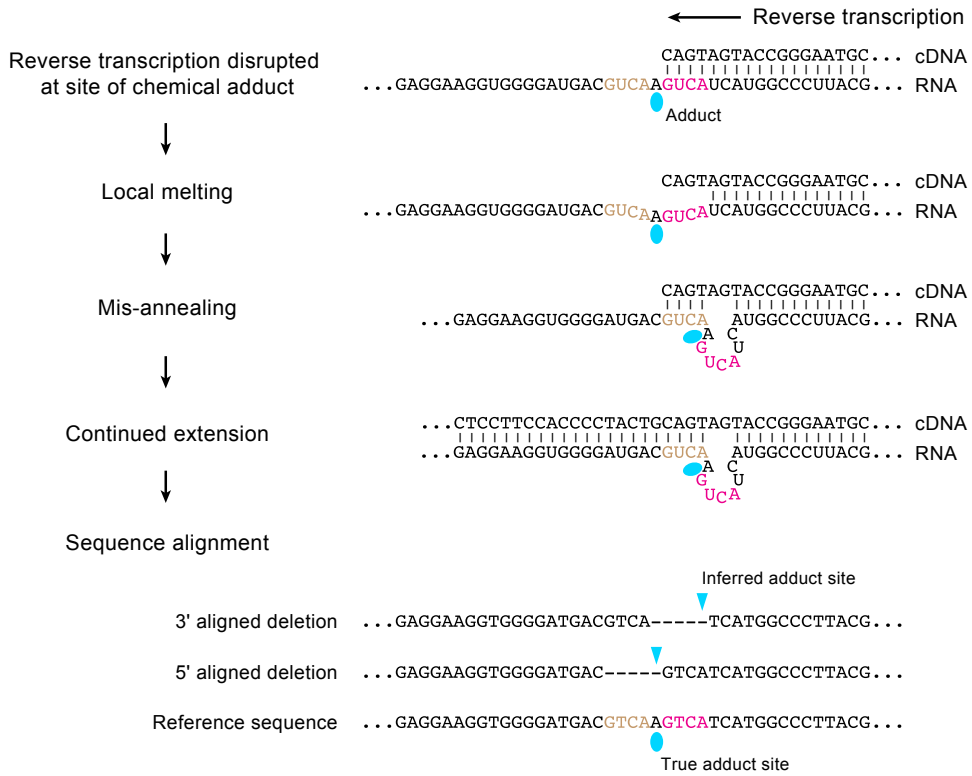 Reverse transcription
Reverse transcription disrupted
at site of chemical adduct
CAGTAGTACCGGGAATGC... cDNA
...GAGGAAGGUGGGGAUGACGUCAAGUCAUCAUGGCCCUUACG... RNA
Adduct
Local melting
CAGTAGTACCGGGAATGC... cDNA
...GAGGAAGGUGGGGAUGACGUCAAGUCAUCAUGGCCCUUACG... RNA
Mis-annealing
CAGTAGTACCGGGAATGC... cDNA
...GAGGAAGGUGGGGAUGACGUCA AUGGCCCUUACG... RNA
A C
G U
UCA
Continued extension
...CTCCTTCCACCCCTACTGCAGTAGTACCGGGAATGC... cDNA
...GAGGAAGGUGGGGAUGACGUCA AUGGCCCUUACG... RNA
A C
G U
UCA
Sequence alignment
Inferred adduct site
3' aligned deletion ...GAGGAAGGTGGGGATGACGTCA-----TCATGGCCCTTACG...
5' aligned deletion ...GAGGAAGGTGGGGATGAC-----GTCATCATGGCCCTTACG...
Reference sequence ...GAGGAAGGTGGGGATGACGTCAAGTCATCATGGCCCTTACG...
True adduct site